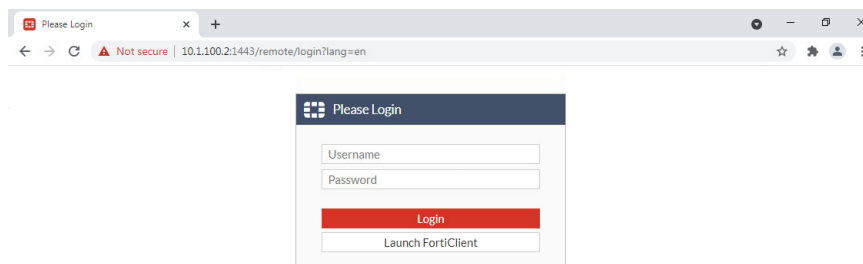 Please Login
Not secure | 10.1.100.2:1443/remote/login?lang=en
Please Login
Username
Password
Login
Launch FortiClient